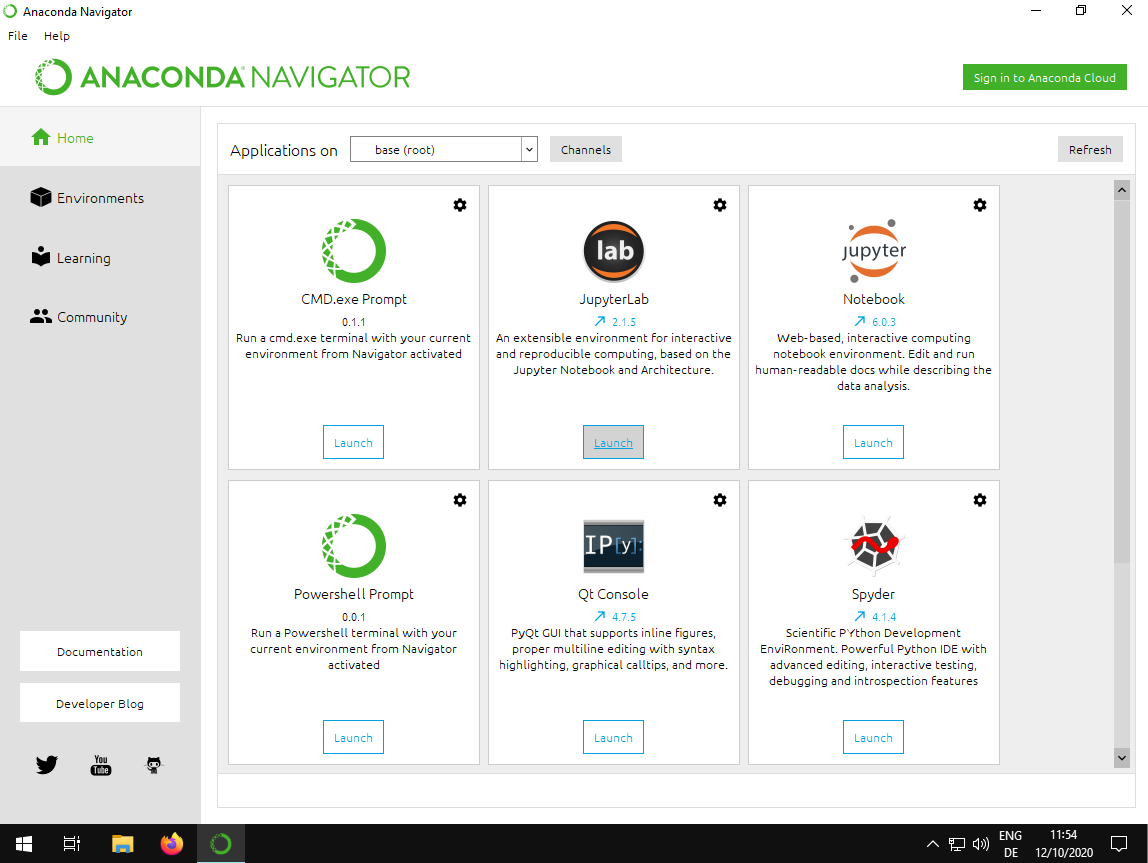 Anaconda Navigator
File Help
ANACONDA NAVIGATOR
Sign in to Anaconda Cloud
Home
Environments
Learning
Community
Documentation
Developer Blog
You
Tube
Applications on
base (root)
Channels
Refresh
CMD.exe Prompt
0.1.1
Run a cmd.exe terminal with your current
environment from Navigator activated
Launch
lab
JupyterLab
2.1.5
An extensible environment for interactive
and reproducible computing, based on the
Jupyter Notebook and Architecture.
Launch
jupyter
Notebook
6.0.3
Web-based, interactive computing
notebook environment. Edit and run
human-readable docs while describing the
data analysis.
Launch
Powershell Prompt
0.0.1
Run a Powershell terminal with your
current environment from Navigator
activated
Launch
IP[y]:
Qt Console
4.7.5
PyQt GUI that supports inline figures,
proper multiline editing with syntax
highlighting, graphical calltips, and more.
Launch
Spyder
4.1.4
Scientific PYthon Development
EnviRonment. Powerful Python IDE with
advanced editing, interactive testing,
debugging and introspection features
Launch
ENG
DE
11:54
12/10/2020